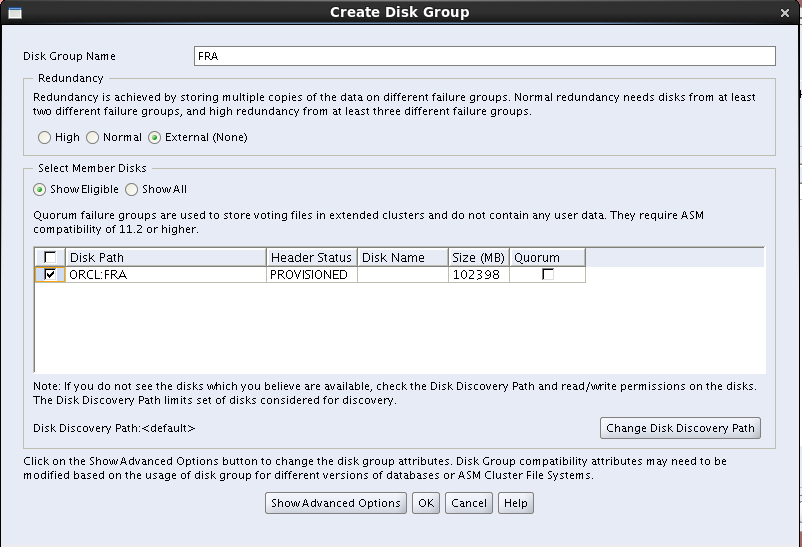 Create Disk Group
Disk Group Name FRA
Redundancy
Redundancy is achieved by storing multiple copies of the data on different failure groups. Normal redundancy needs disks from at least
two different failure groups, and high redundancy from at least three different failure groups.
High Normal External (None)
Select Member Disks
Show Eligible Show All
Quorum failure groups are used to store voting files in extended clusters and do not contain any user data. They require ASM
compatibility of 11.2 or higher.
Disk Path Header Status Disk Name Size (MB) Quorum
ORCL:FRA PROVISIONED 102398
Note: If you do not see the disks which you believe are available, check the Disk Discovery Path and read/write permissions on the disks.
The Disk Discovery Path limits set of disks considered for discovery.
Disk Discovery Path:<default> Change Disk Discovery Path
Click on the Show Advanced Options button to change the disk group attributes. Disk Group compatibility attributes may need to be
modified based on the usage of disk group for different versions of databases or ASM Cluster File Systems.
Show Advanced Options OK Cancel Help